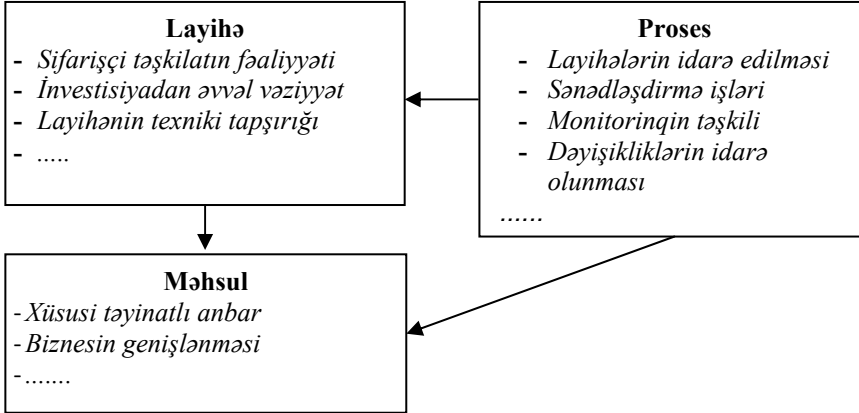 Layihə
- Sifarişçi təşkilatın fəaliyyəti
- İnvestisiyadan əvvəl vəziyyət
- Layihənin texniki tapşırığı
- .....
Proses
- Layihələrin idarə edilməsi
- Sənədləşdirmə işləri
- Monitorinqin təşkili
- Dəyişikliklərin idarə
olunması
......
Məhsul
- Xüsusi təyinatlı anbar
- Biznesin genişlənməsi
- .......